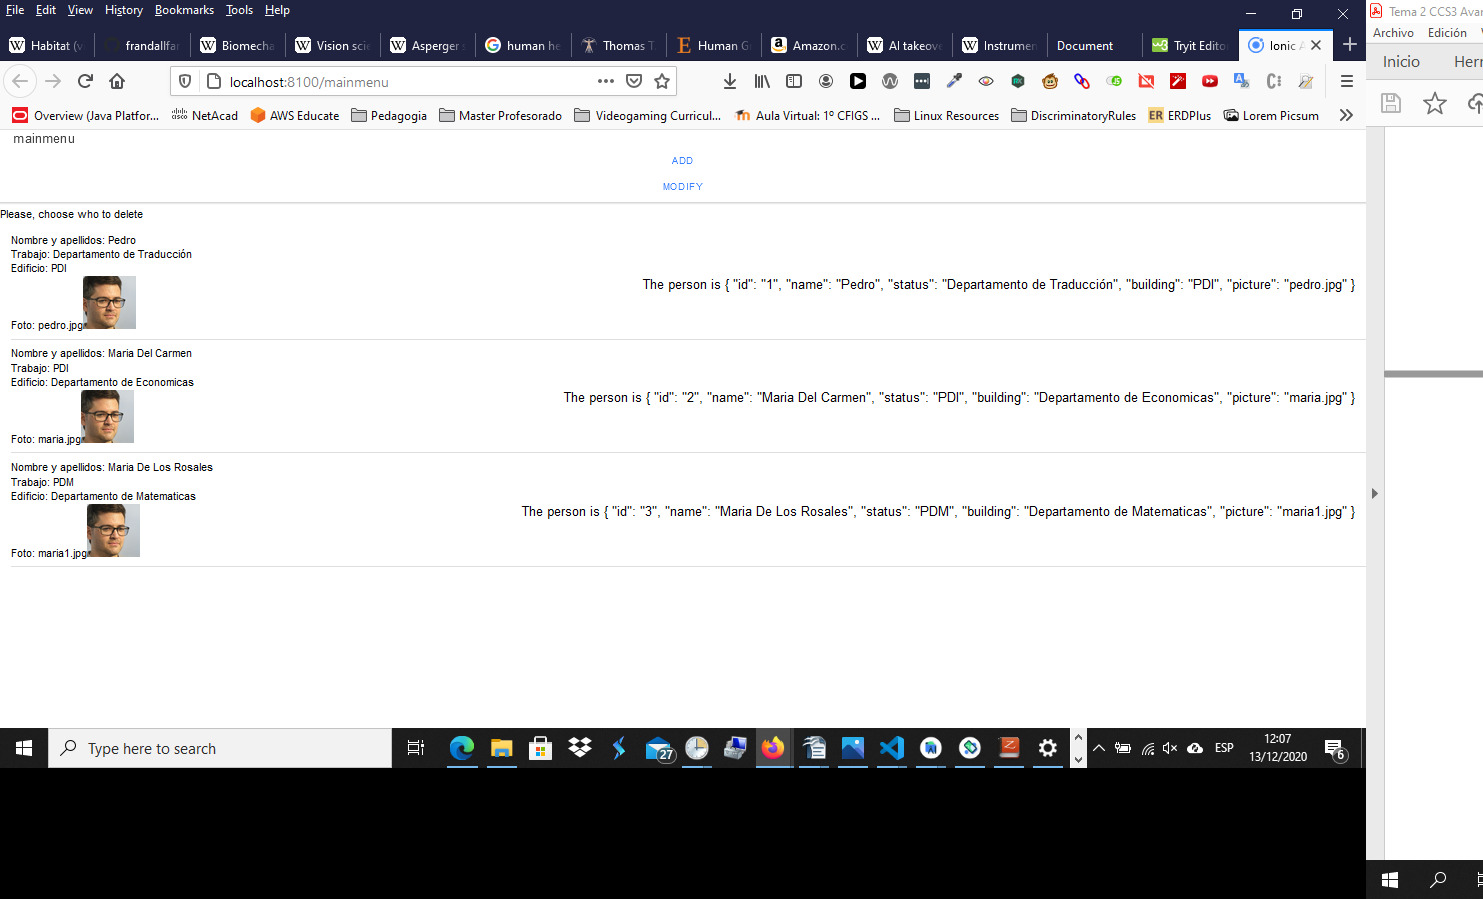 File Edit View History Bookmarks Tools Help
Tema 2 CCS3 Avan
Habitat (v
frandallfar
Biomecha
Vision scie
Asperger s
human he
Thomas T.
Human G
Amazon.c
AI takeove
Instrumen
Document
Tryit Edito
Ionic A
Archivo Edición
localhost:8100/mainmenu
Inicio Herr
Overview (Java Platfor... NetAcad AWS Educate Pedagogia Master Profesorado Videogaming Curricul... Aula Virtual: 1º CFIGS ... Linux Resources DiscriminatoryRules ERDPlus Lorem Picsum
mainmenu
ADD
MODIFY
Please, choose who to delete
Nombre y apellidos: Pedro
Trabajo: Departamento de Traducción
Edificio: PDI
Foto: pedro.jpg
The person is { "id": "1", "name": "Pedro", "status": "Departamento de Traducción", "building": "PDI", "picture": "pedro.jpg" }
Nombre y apellidos: Maria Del Carmen
Trabajo: PDI
Edificio: Departamento de Economicas
Foto: maria.jpg
The person is { "id": "2", "name": "Maria Del Carmen", "status": "PDI", "building": "Departamento de Economicas", "picture": "maria.jpg" }
Nombre y apellidos: Maria De Los Rosales
Trabajo: PDM
Edificio: Departamento de Matematicas
Foto: maria1.jpg
The person is { "id": "3", "name": "Maria De Los Rosales", "status": "PDM", "building": "Departamento de Matematicas", "picture": "maria1.jpg" }
Type here to search
27
ESP
12:07
13/12/2020
6